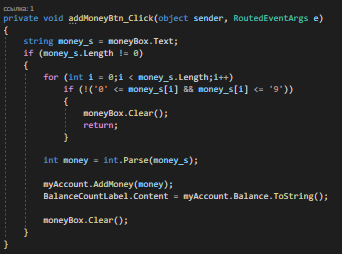 ссылка: 1
private void addMoneyBtn_Click(object sender, RoutedEventArgs e)
{
    string money_s = moneyBox.Text;
    if (money_s.Length != 0)
    {
        for (int i = 0;i < money_s.Length;i++)
            if (!('0' <= money_s[i] && money_s[i] <= '9'))
            {
                moneyBox.Clear();
                return;
            }

        int money = int.Parse(money_s);

        myAccount.AddMoney(money);
        BalanceCountLabel.Content = myAccount.Balance.ToString();

        moneyBox.Clear();
    }
}